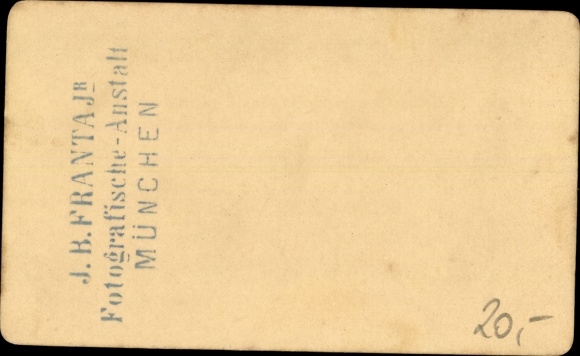 J. B. FRANTA JR
Fotografische-Anstalt
MÜNCHEN
20,-